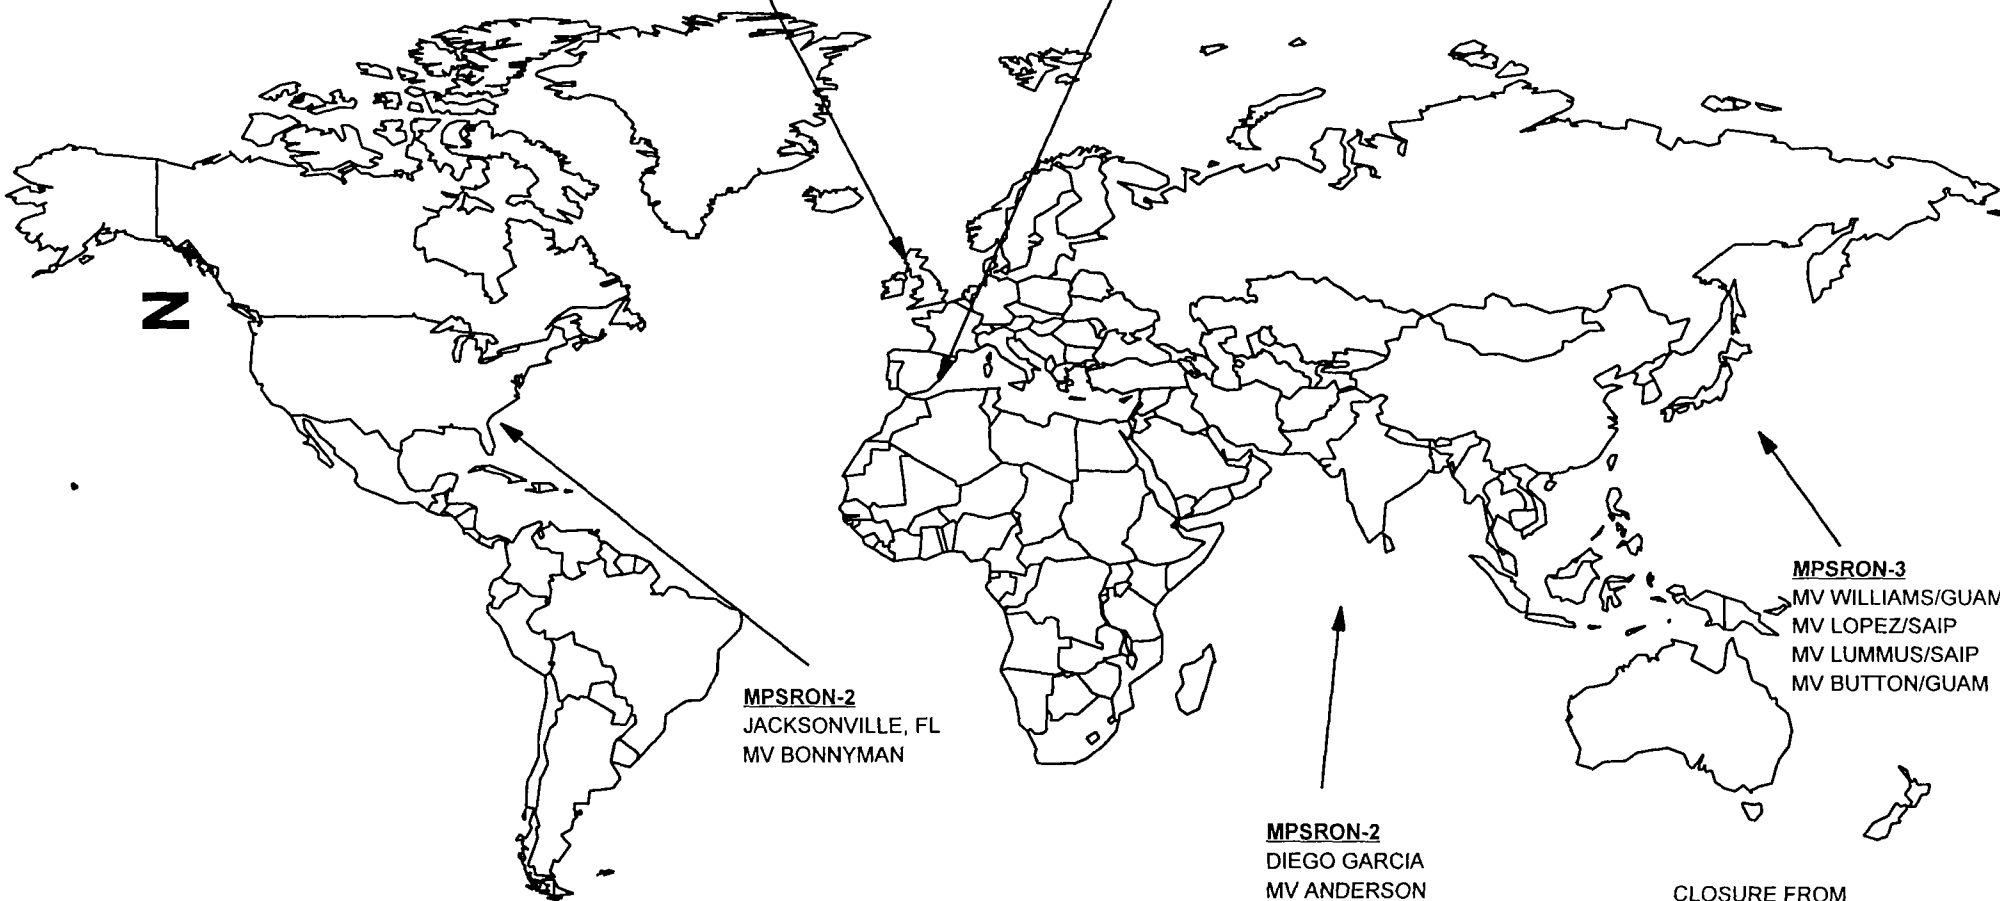 N
MPSRON-3
MV WILLIAMS/GUAM
MV LOPEZ/SAIP
MV LUMMUS/SAIP
MV BUTTON/GUAM
MPSRON-2
JACKSONVILLE, FL
MV BONNYMAN
MPSRON-2
DIEGO GARCIA
MV ANDERSON
CLOSURE FROM